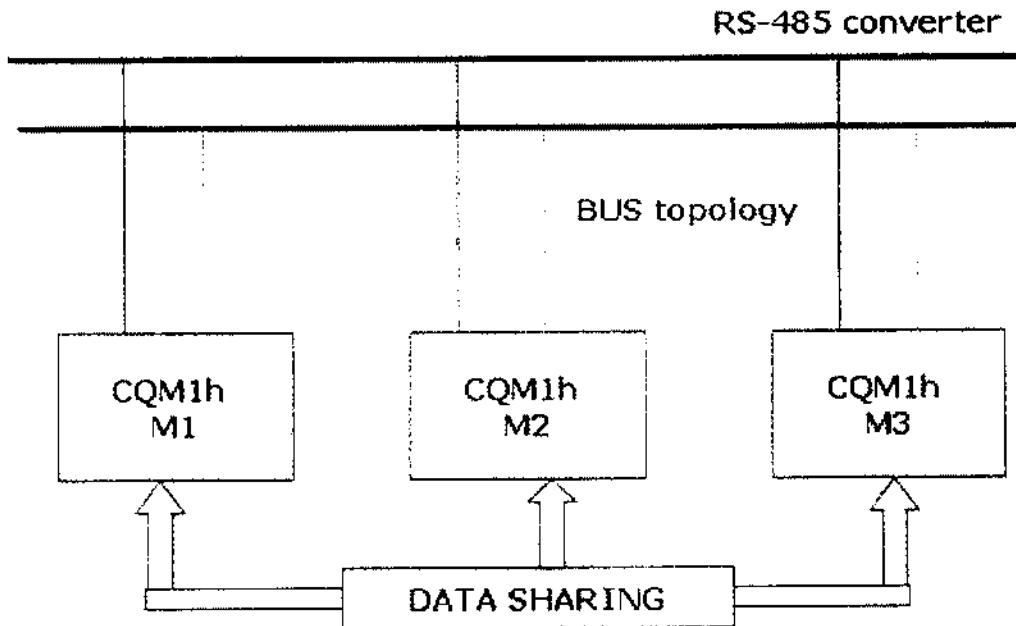 RS-485 converter
BUS topology
CQM1h
M1
CQM1h
M2
CQM1h
M3
DATA SHARING